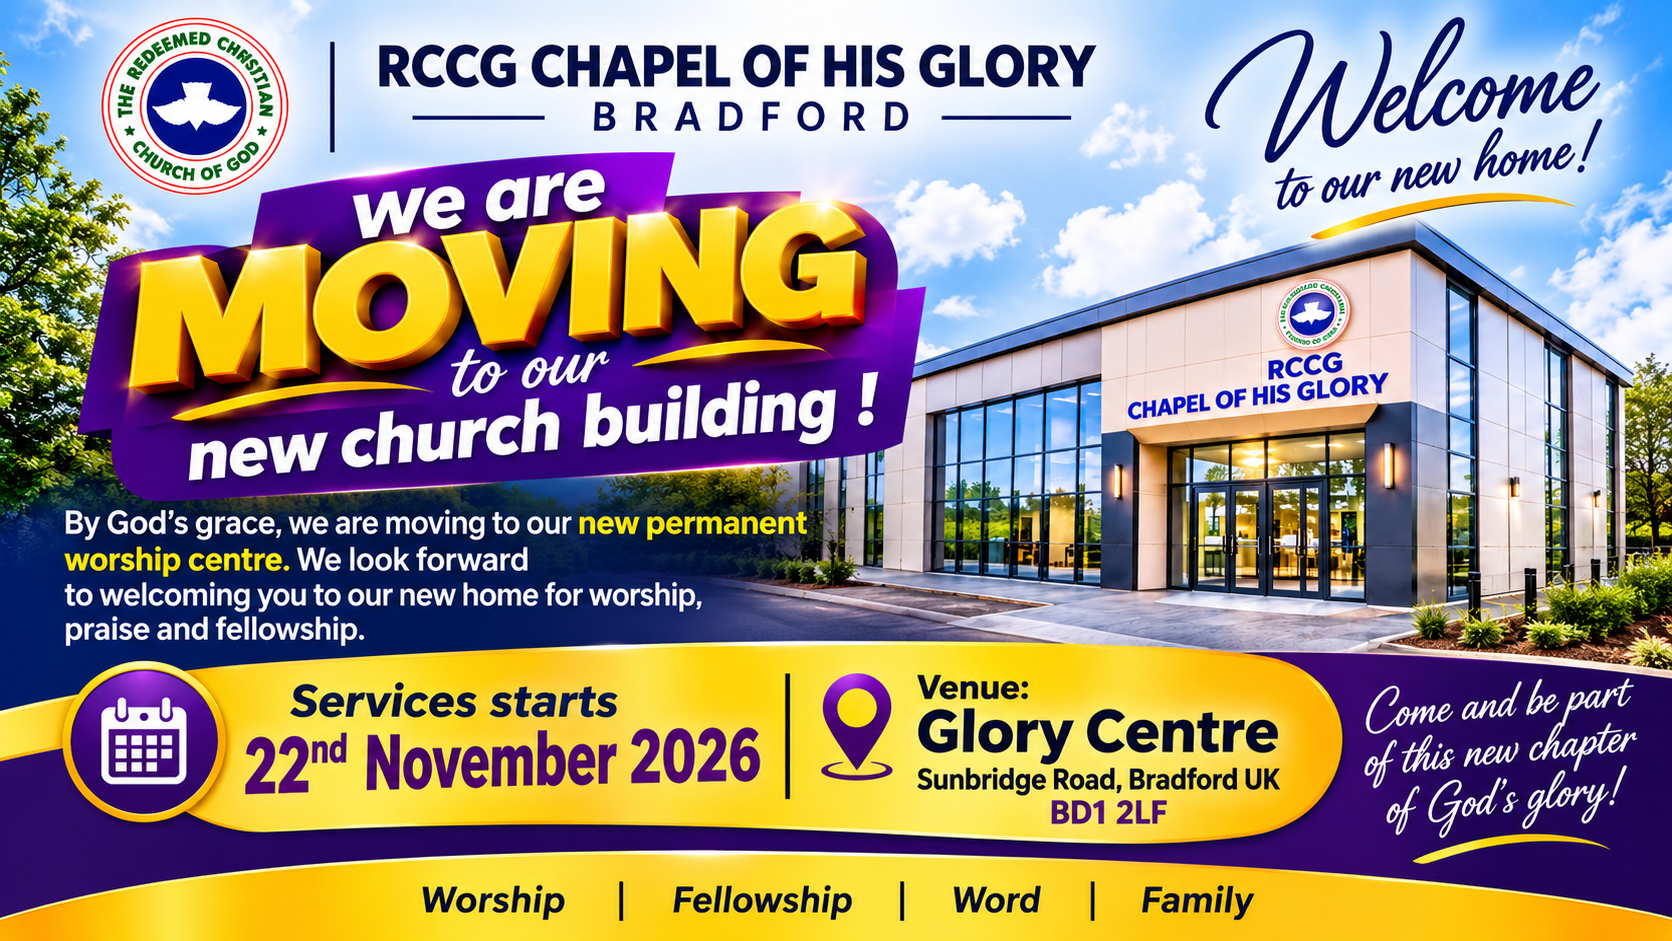 THE REDEEMED CHRISTIAN
CHURCH OF GOD
RCCG CHAPEL OF HIS GLORY
BRADFORD
Welcome
to our new home!
we are
MOVING
to our
new church building !
RCCG
CHAPEL OF HIS GLORY
By God's grace, we are moving to our new permanent
worship centre. We look forward
to welcoming you to our new home for worship,
praise and fellowship.
Services starts
22nd November 2026
Venue:
Glory Centre
Sunbridge Road, Bradford UK
BD1 2LF
Come and be part
of this new chapter
of God's glory!
Worship | Fellowship | Word | Family